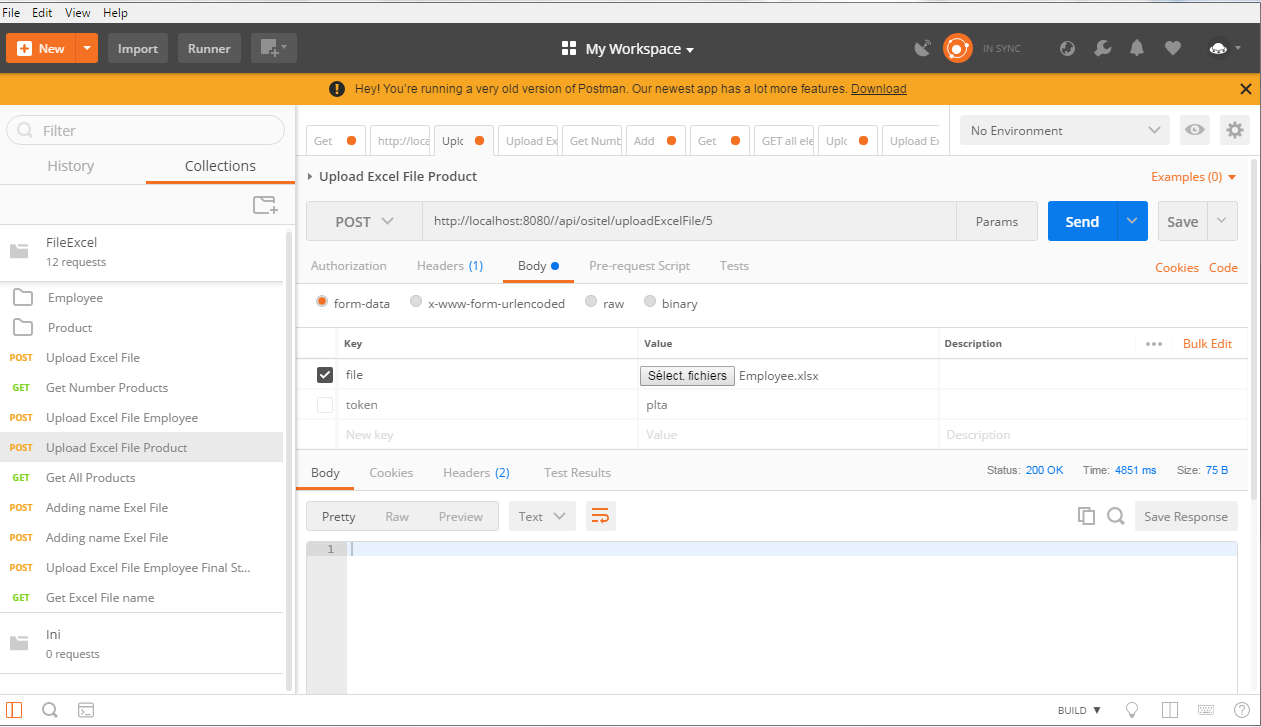 File Edit View Help
New Import Runner My Workspace IN SYNC
Hey! You're running a very old version of Postman. Our newest app has a lot more features. Download
Filter
History Collections
FileExcel
12 requests
Employee
Product
POST Upload Excel File
GET Get Number Products
POST Upload Excel File Employee
POST Upload Excel File Product
GET Get All Products
POST Adding name Exel File
POST Adding name Exel File
POST Upload Excel File Employee Final St...
GET Get Excel File name
Ini
0 requests
Get http://loca Uplo Upload Ex Get Numb Add Get GET all ele Uplo Upload Ex
No Environment
Upload Excel File Product Examples (0)
POST http://localhost:8080//api/ositel/uploadExcelFile/5 Params Send Save
Authorization Headers (1) Body Pre-request Script Tests Cookies Code
form-data x-www-form-urlencoded raw binary
Key Value Description Bulk Edit
file Sélect. fichiers Employee.xlsx
token plta
New key Value Description
Body Cookies Headers (2) Test Results Status: 200 OK Time: 4851 ms Size: 75 B
Pretty Raw Preview Text Save Response
1
BUILD